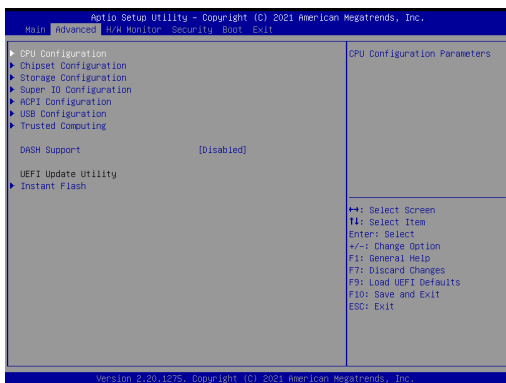 Aptio Setup Utility – Copyright (C) 2021 American Megatrends, Inc.
Main Advanced H/W Monitor Security Boot Exit
CPU Configuration
Chipset Configuration
Storage Configuration
Super IO Configuration
ACPI Configuration
USB Configuration
Trusted Computing
DASH Support [Disabled]
UEFI Update Utility
Instant Flash
CPU Configuration Parameters
↔: Select Screen
↑↓: Select Item
Enter: Select
+/-: Change Option
F1: General Help
F7: Discard Changes
F9: Load UEFI Defaults
F10: Save and Exit
ESC: Exit
Version 2.20.1275. Copyright (C) 2021 American Megatrends, Inc.